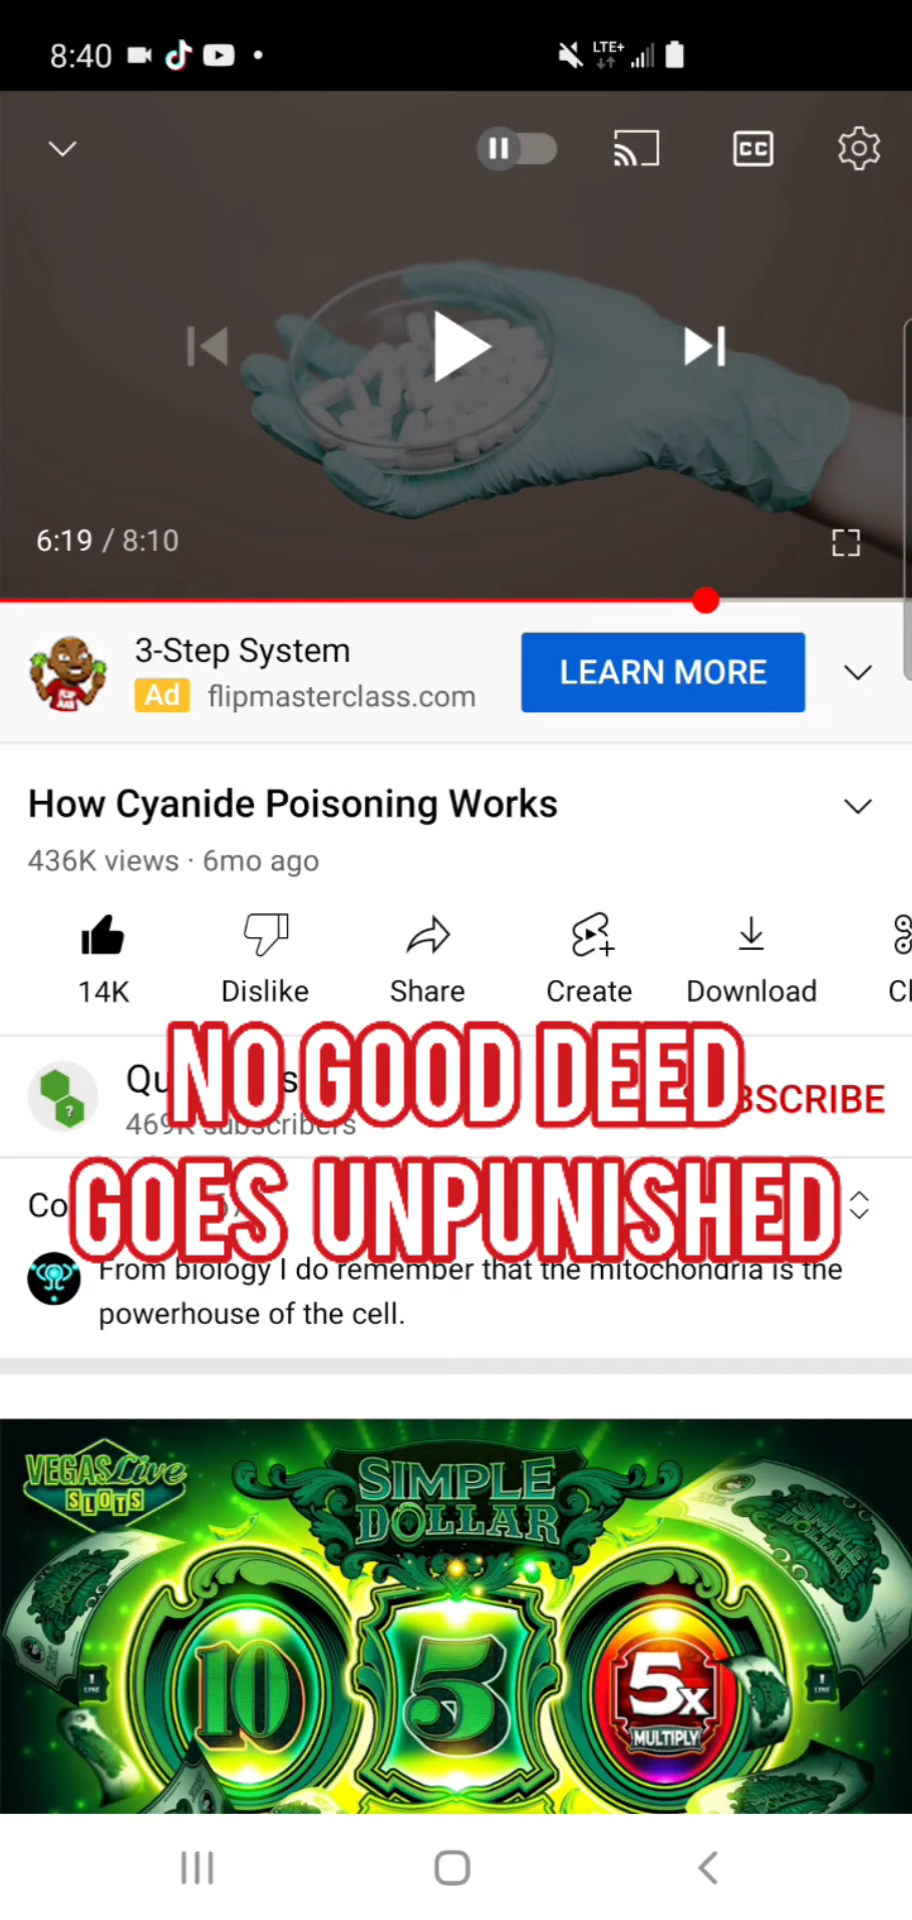 8:40
LTE+
CC
6:19 / 8:10
3-Step System
Ad flipmasterclass.com
LEARN MORE
How Cyanide Poisoning Works
436K views · 6mo ago
14K
Dislike
Share
Create
Download
NO GOOD DEED
GOES UNPUNISHED
From biology I do remember that the mitochondria is the
powerhouse of the cell.
VEGAS Live
SLOTS
SIMPLE
DOLLAR
10
5
5x
MULTIPLY